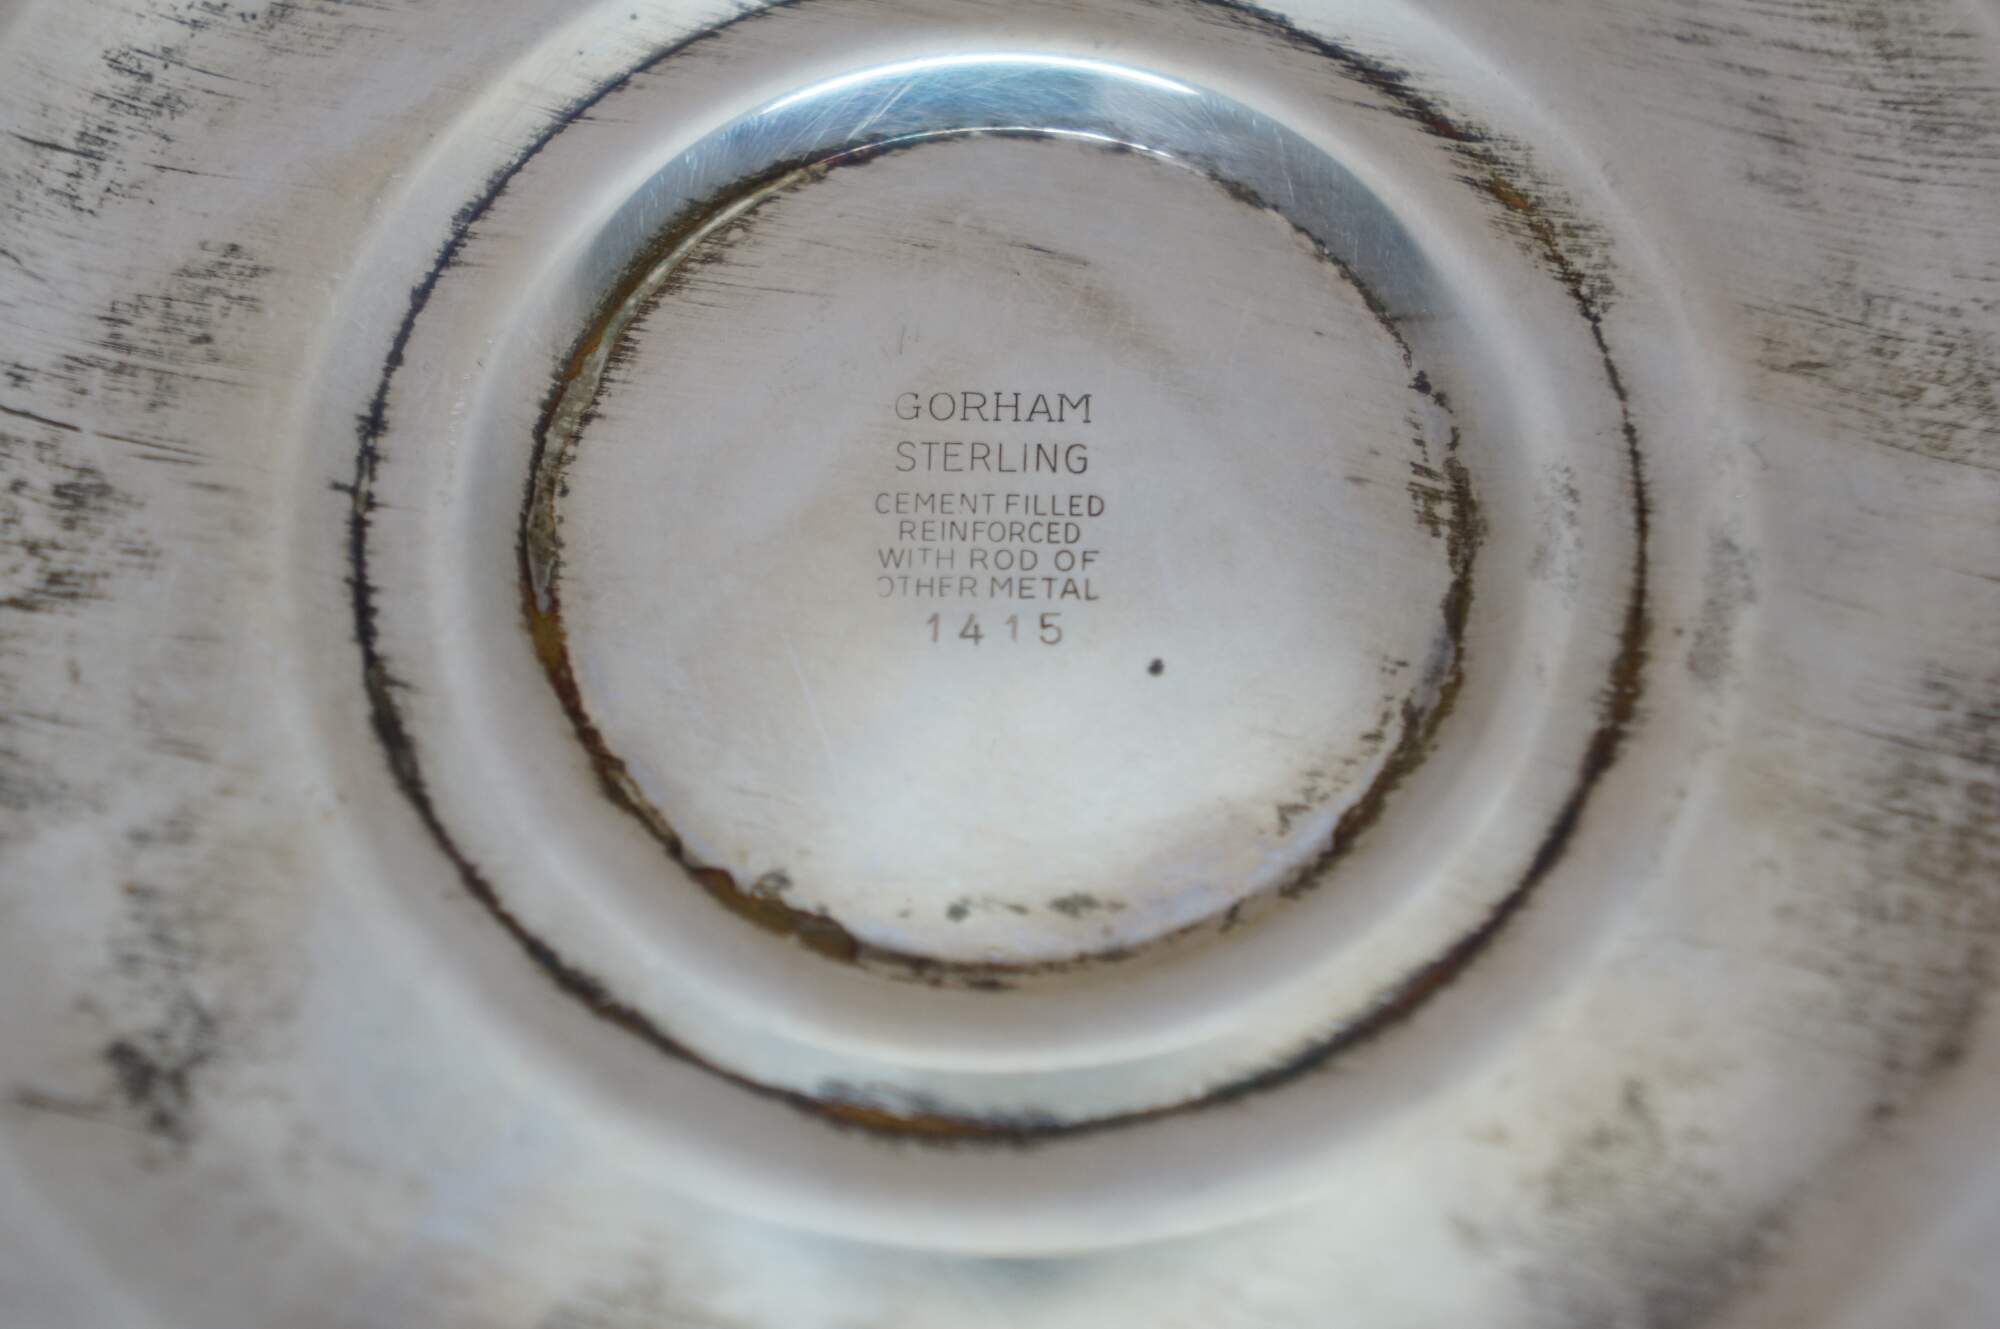 GORHAM
STERLING
CEMENT FILLED
REINFORCED
WITH ROD OF
OTHER METAL
1415